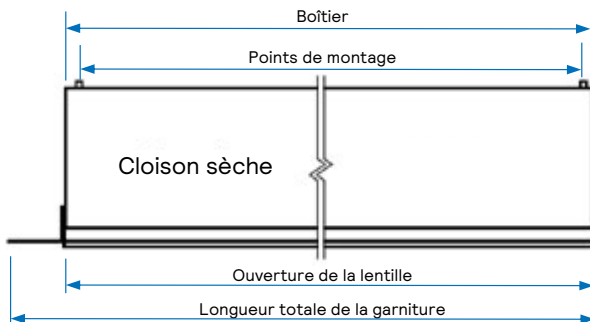 Boîtier
Points de montage
Cloison sèche
Ouverture de la lentille
Longueur totale de la garniture